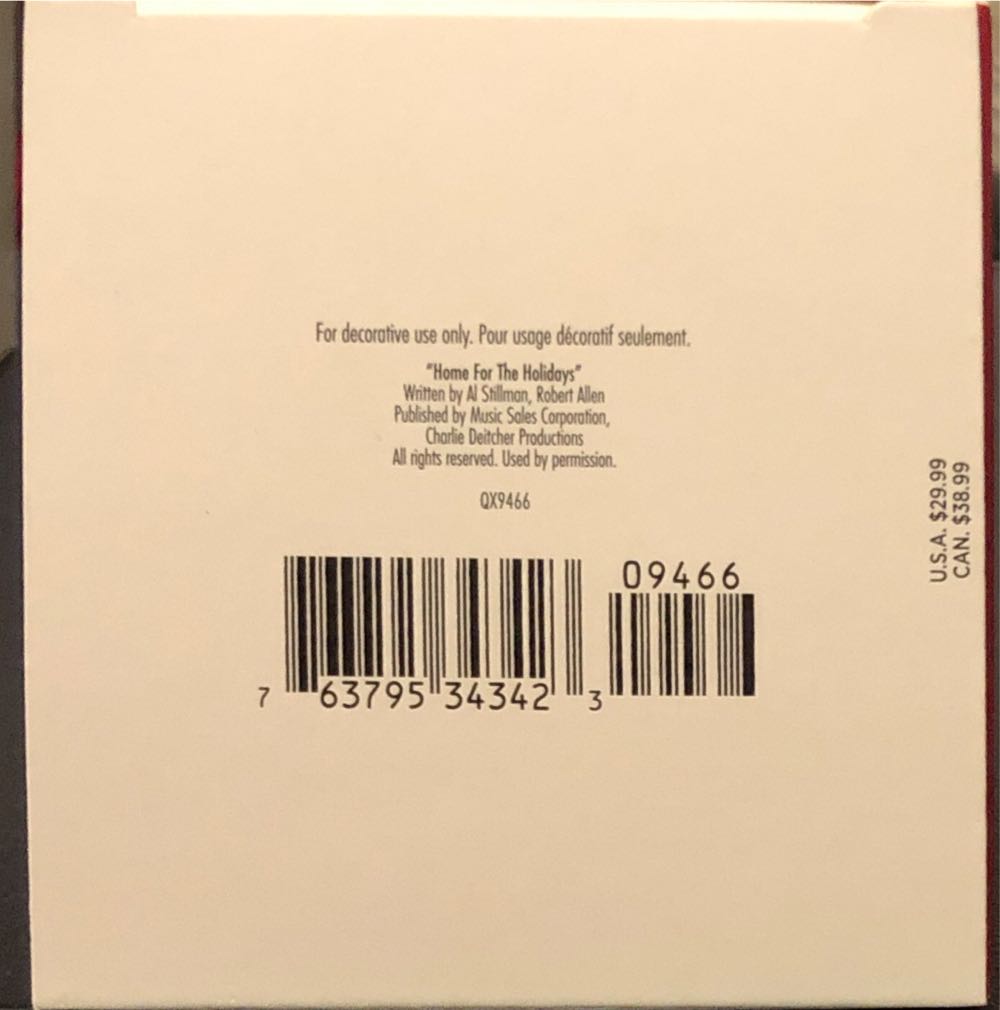 For decorative use only. Pour usage décoratif seulement.
"Home For The Holidays"
Written by Al Stillman, Robert Allen
Published by Music Sales Corporation,
Charlie Deitcher Productions
All rights reserved. Used by permission.
QX9466
09466
7 63795 34342 3
U.S.A. $29.99
CAN. $38.99